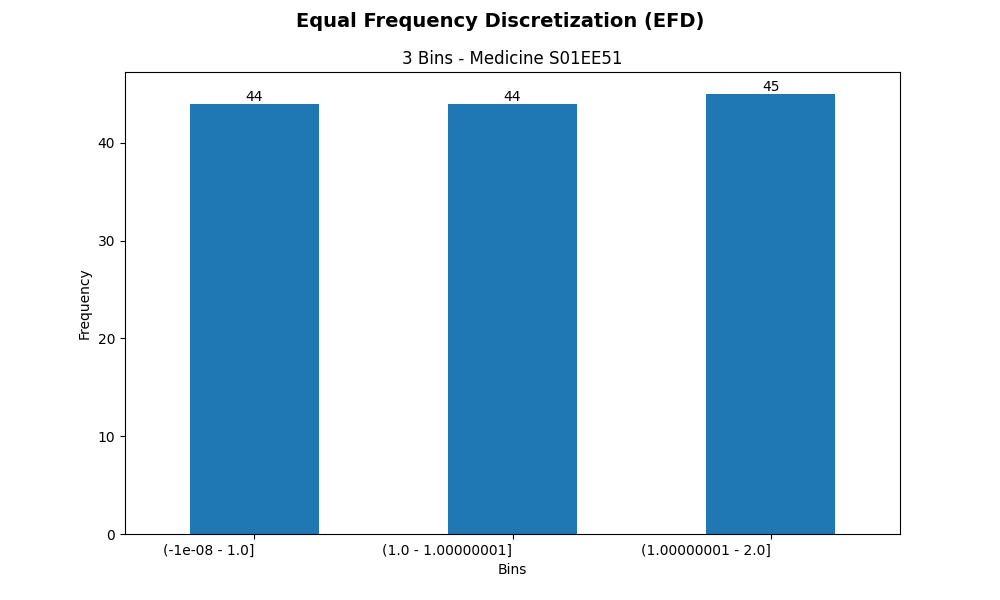 Equal Frequency Discretization (EFD)
3 Bins - Medicine S01EE51
44
44
45
40
30
20
10
0
Frequency
(-1e-08 - 1.0]
(1.0 - 1.00000001]
(1.00000001 - 2.0]
Bins